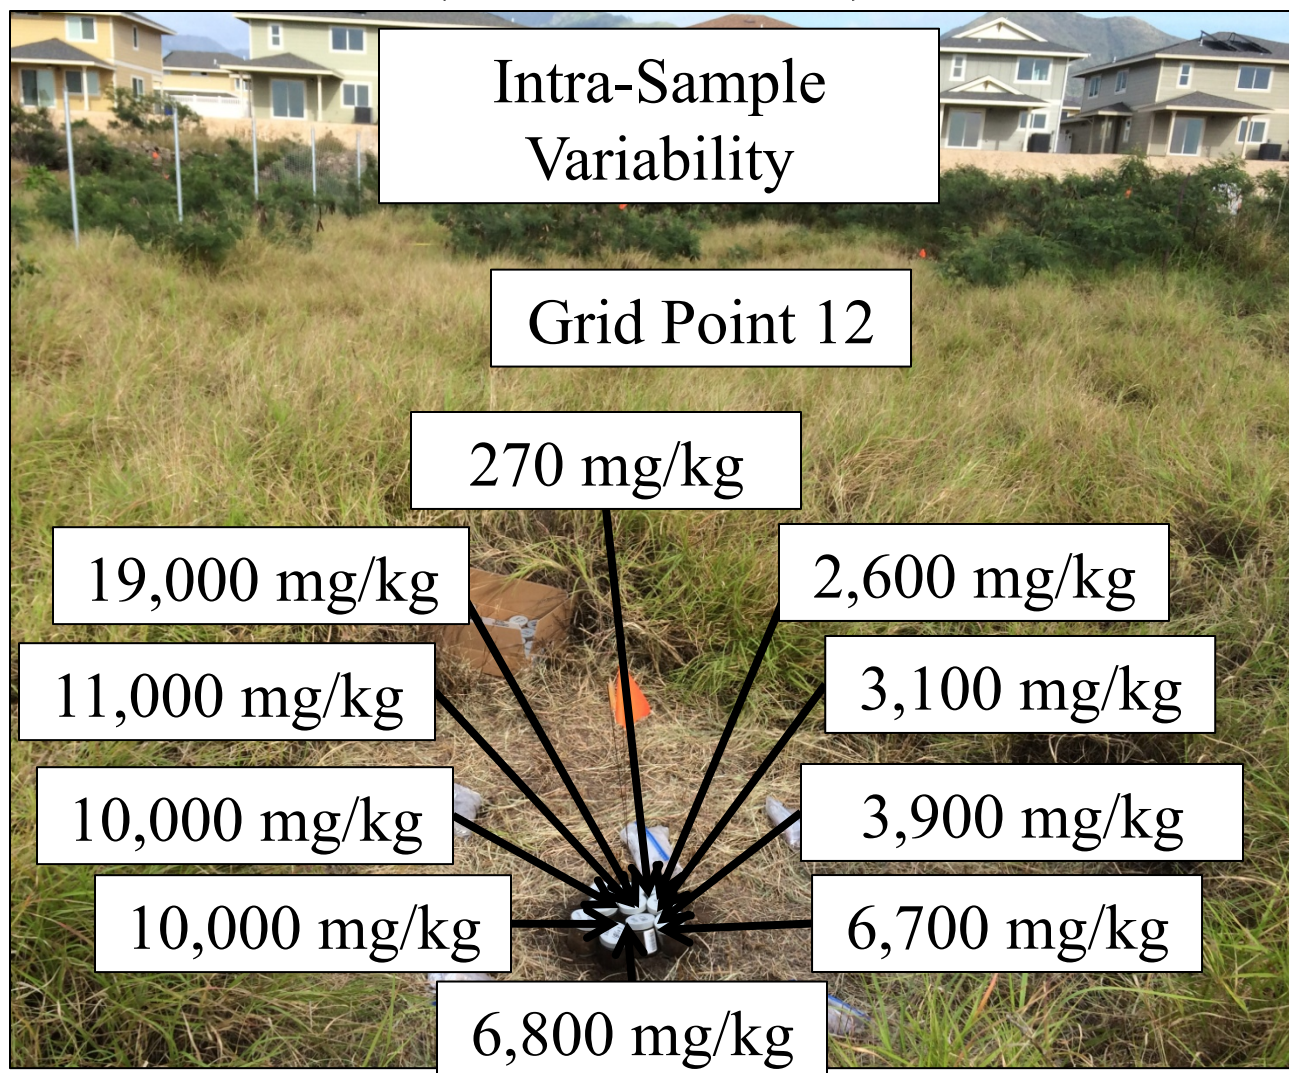 Intra-Sample
Variability
Grid Point 12
270 mg/kg
19,000 mg/kg
2,600 mg/kg
11,000 mg/kg
3,100 mg/kg
10,000 mg/kg
3,900 mg/kg
10,000 mg/kg
6,700 mg/kg
6,800 mg/kg